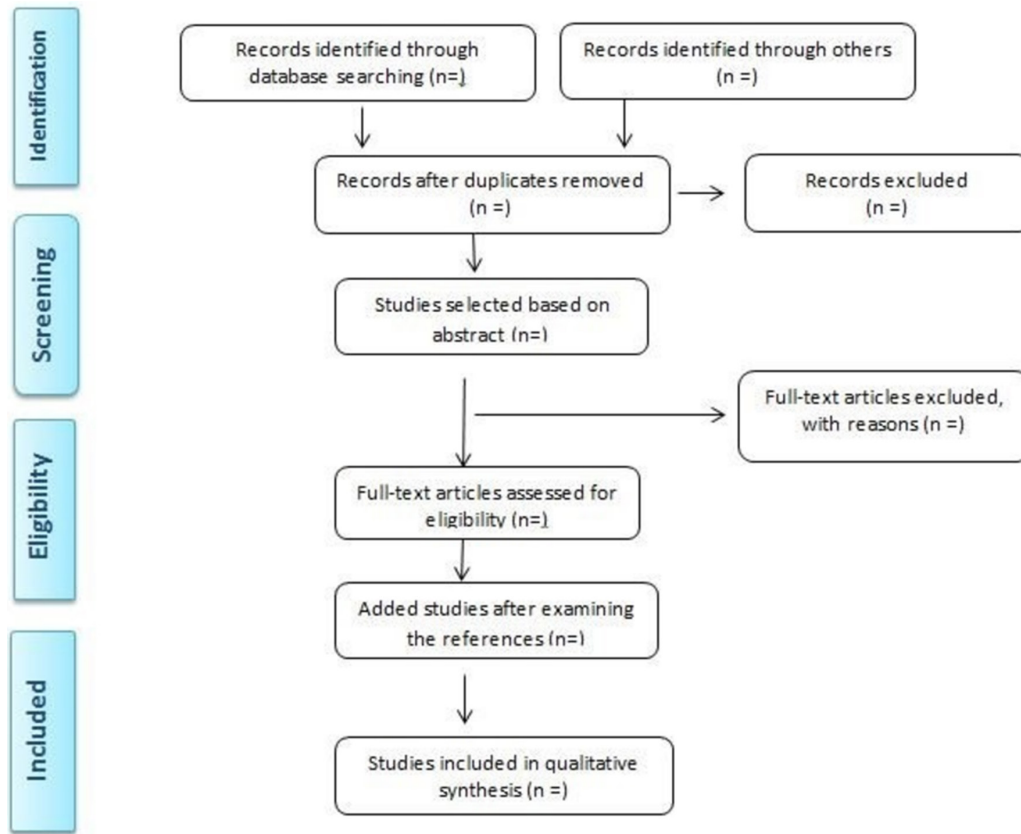 Identification
Records identified through
database searching (n=)
Records identified through others
(n =)
Records after duplicates removed
(n =)
Records excluded
(n =)
Screening
Studies selected based on
abstract (n=)
Full-text articles excluded,
with reasons (n =)
Eligibility
Full-text articles assessed for
eligibility (n=)
Added studies after examining
the references (n=)
Included
Studies included in qualitative
synthesis (n =)